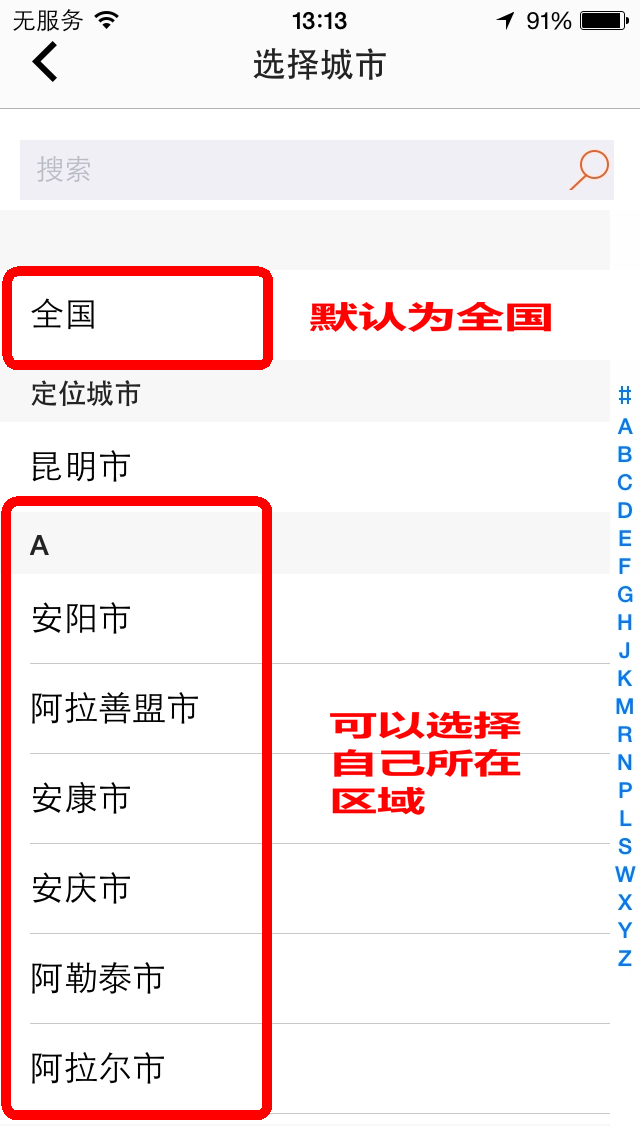 无服务 13:13 91%
选择城市
搜索
全国
默认为全国
定位城市
昆明市
A
安阳市
阿拉善盟市
安康市
安庆市
阿勒泰市
阿拉尔市
可以选择
自己所在
区域
#
A
B
C
D
E
F
G
H
J
K
M
R
N
P
L
S
W
X
Y
Z